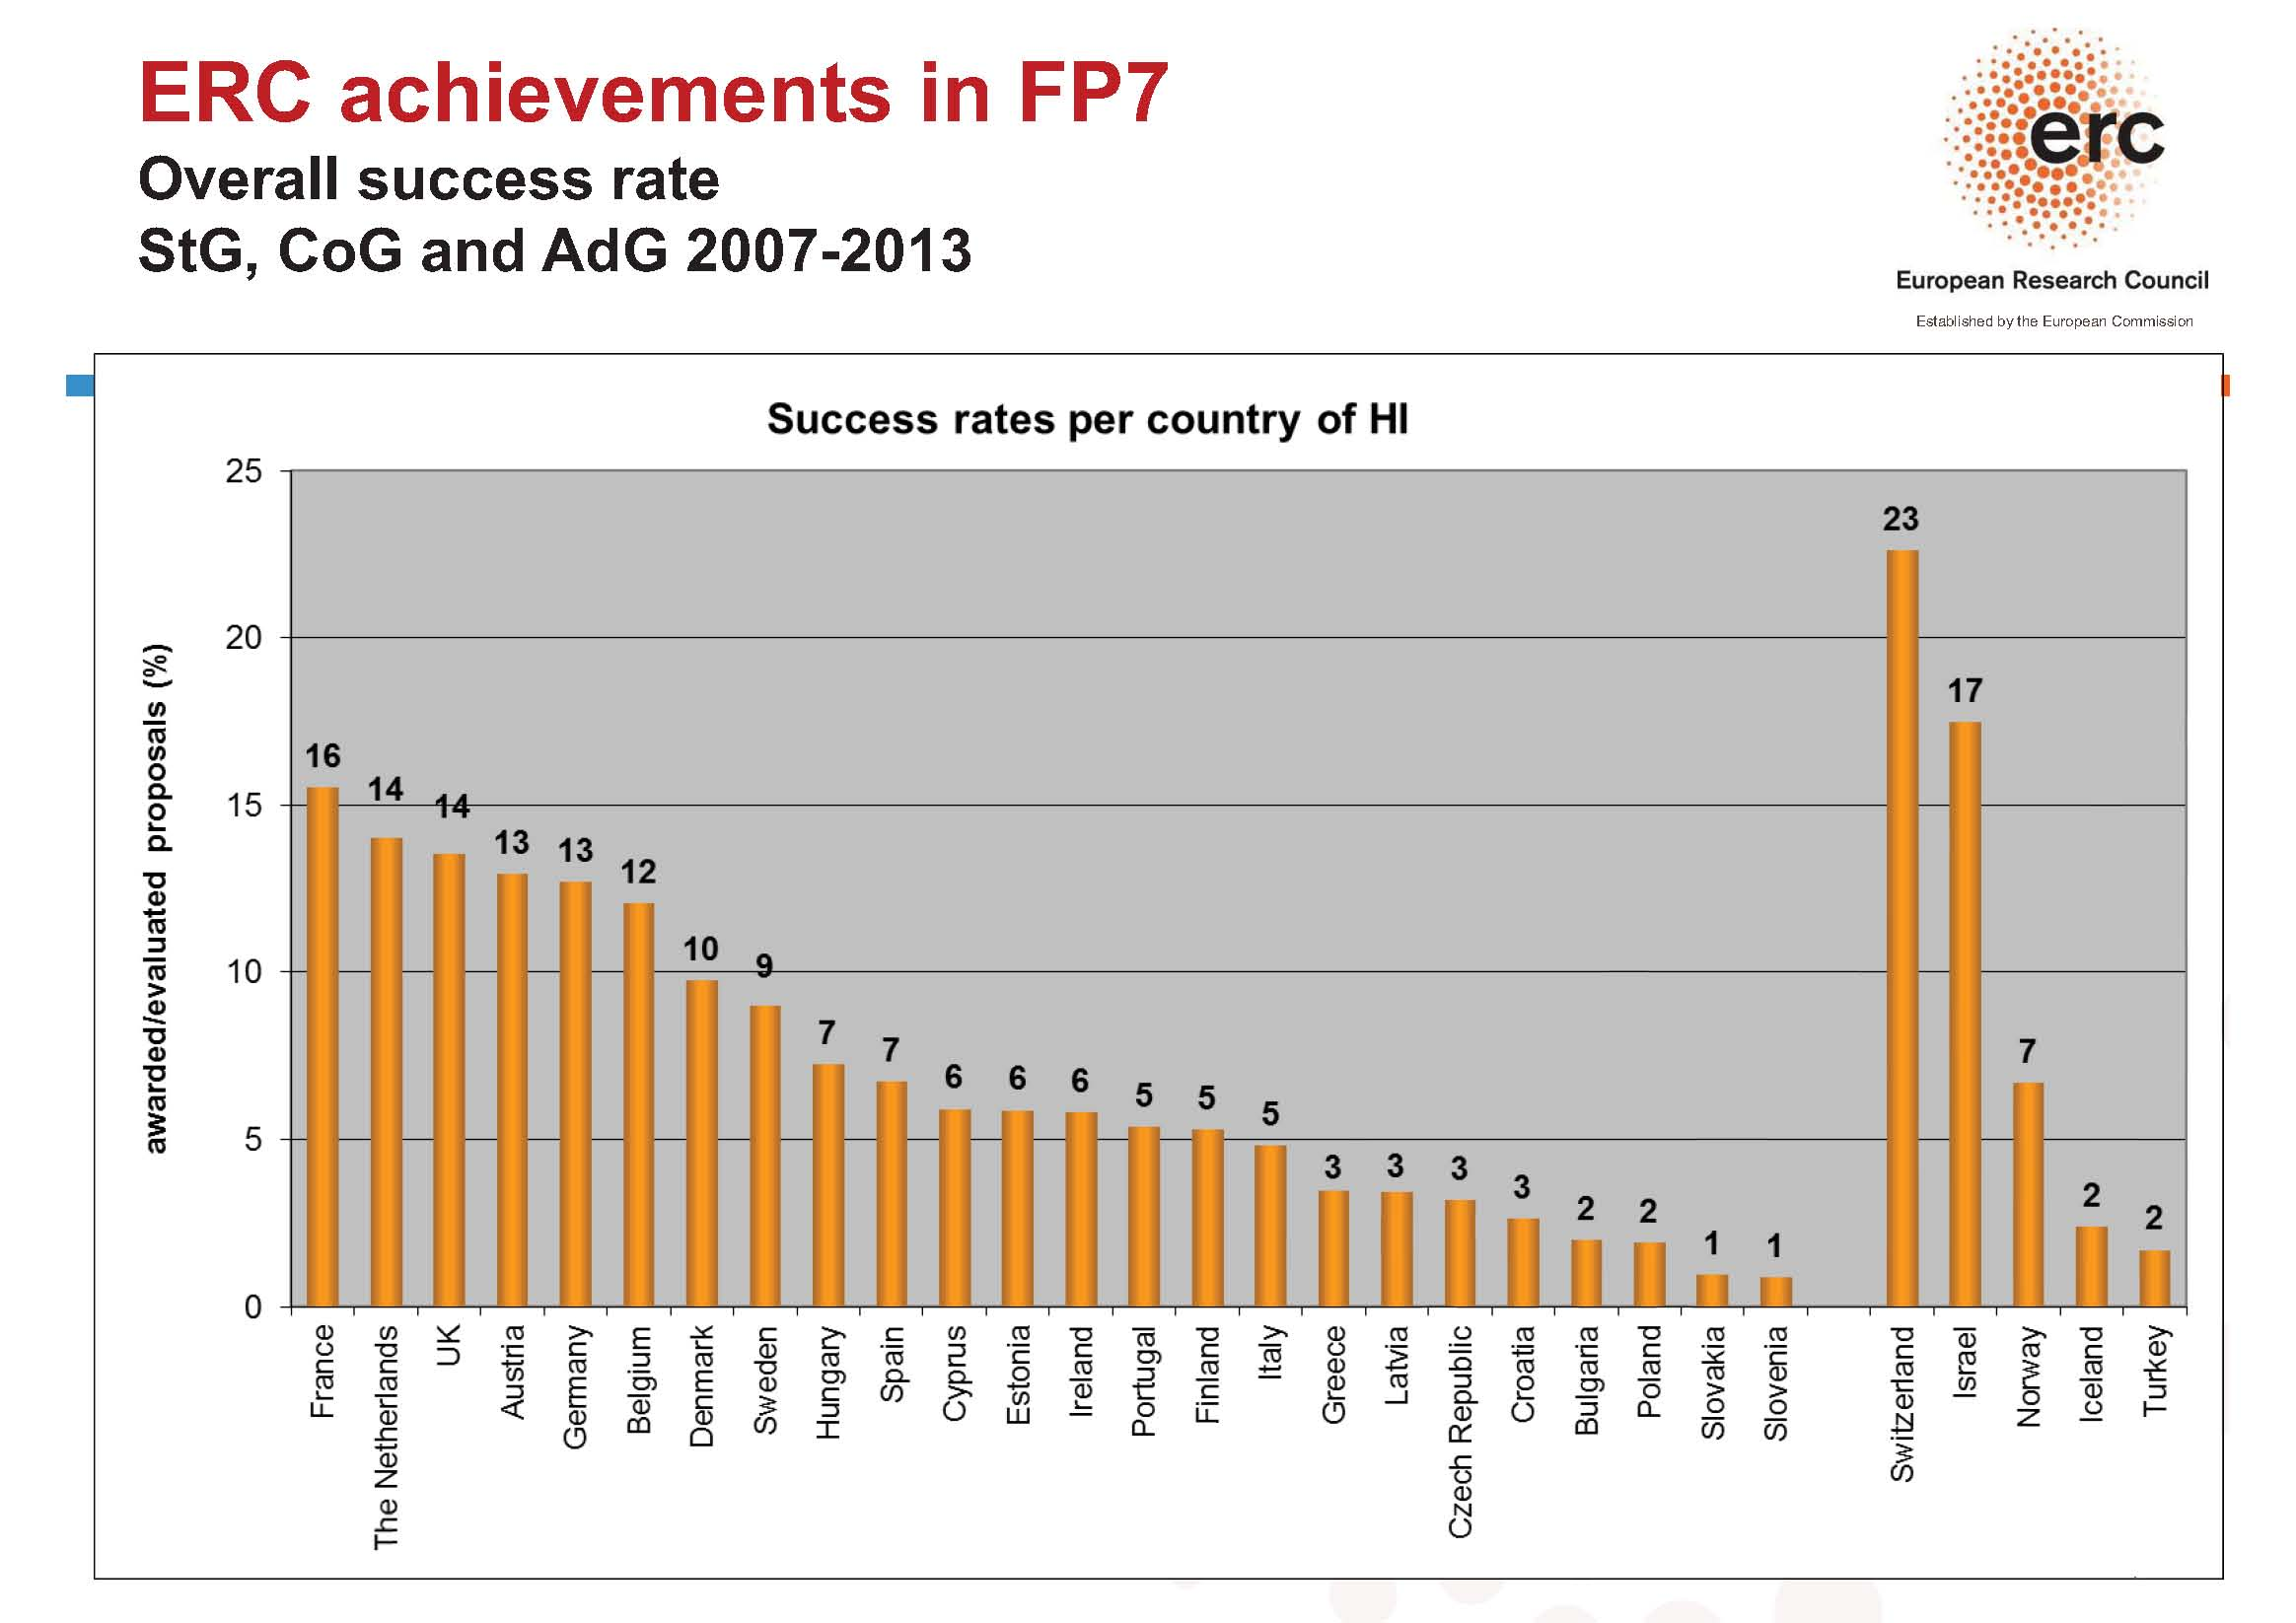 ERC achievements in FP7
Overall success rate
StG, CoG and AdG 2007-2013
erc
European Research Council
Established by the European Commission
Success rates per country of HI
awarded/evaluated proposals (%)
25
20
15
10
5
0
16
14
14
13
13
12
10
9
7
7
6
6
6
5
5
5
3
3
3
3
2
2
1
1
23
17
7
2
2
France
The Netherlands
UK
Austria
Germany
Belgium
Denmark
Sweden
Hungary
Spain
Cyprus
Estonia
Ireland
Portugal
Finland
Italy
Greece
Latvia
Czech Republic
Croatia
Bulgaria
Poland
Slovakia
Slovenia
Switzerland
Israel
Norway
Iceland
Turkey